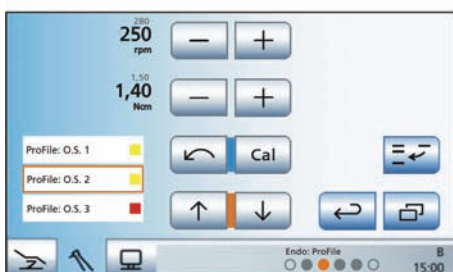 280
250
rpm
1,50
1,40
Ncm
ProFile: O.S. 1
Cal
ProFile: O.S. 2
ProFile: O.S. 3
Endo: ProFile
B
15:00